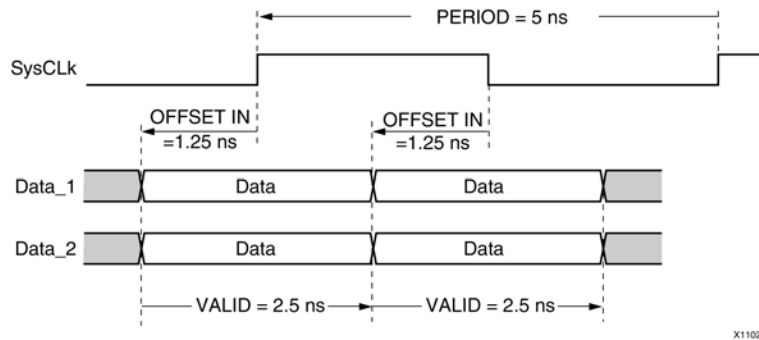 PERIOD = 5 ns
SysCLk
OFFSET IN
=1.25 ns
OFFSET IN
=1.25 ns
Data_1
Data
Data
Data_2
Data
Data
VALID = 2.5 ns
VALID = 2.5 ns
X1102